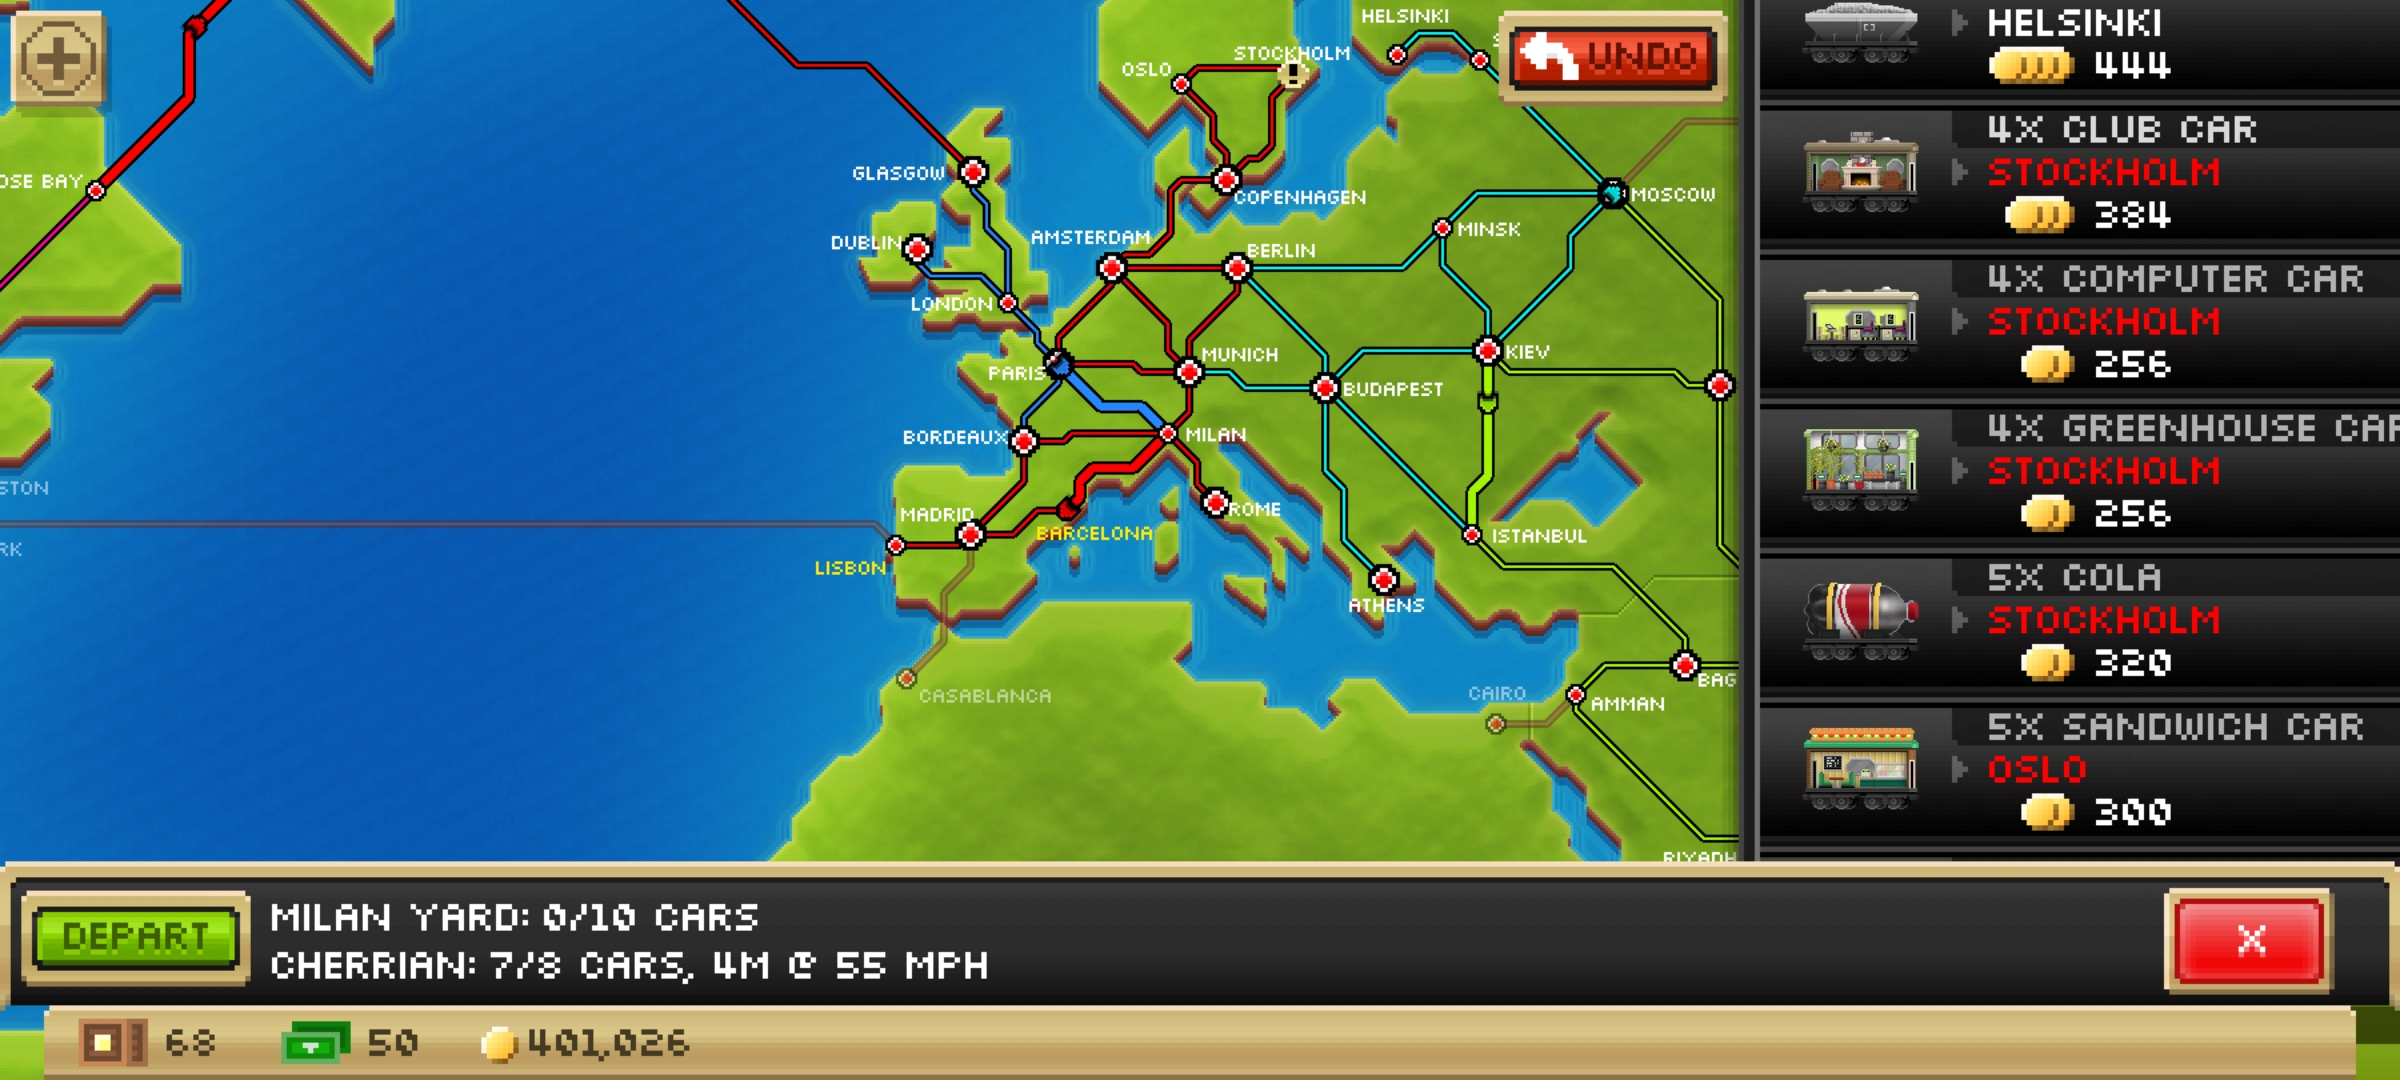 HELSINKI
STOCKHOLM
OSLO
UNDO
GLASGOW
OSE BAY
COPENHAGEN
MOSCOW
DUBLIN
AMSTERDAM
BERLIN
MINSK
LONDON
PARIS
MUNICH
KIEV
BUDAPEST
BORDEAUX
MILAN
STON
MADRID
ROME
BARCELONA
ISTANBUL
RK
LISBON
ATHENS
CASABLANCA
CAIRO
AMMAN
BAG
RIYADH
HELSINKI
444
4X CLUB CAR
STOCKHOLM
384
4X COMPUTER CAR
STOCKHOLM
256
4X GREENHOUSE CAR
STOCKHOLM
256
5X COLA
STOCKHOLM
320
5X SANDWICH CAR
OSLO
300
DEPART
MILAN YARD: 0/10 CARS
CHERRIAN: 7/8 CARS, 4M @ 55 MPH
X
68
50
401,026